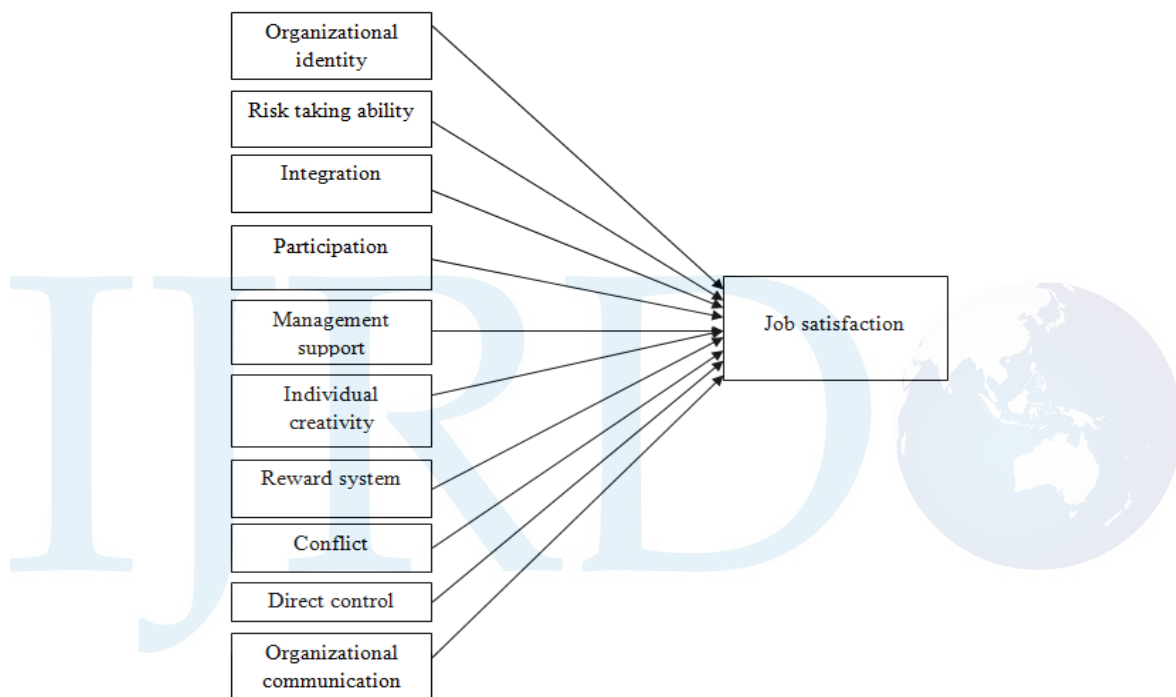 Organizational
identity
Risk taking ability
Integration
Participation
Management
support
Individual
creativity
Reward system
Conflict
Direct control
Organizational
communication
Job satisfaction
IJRD